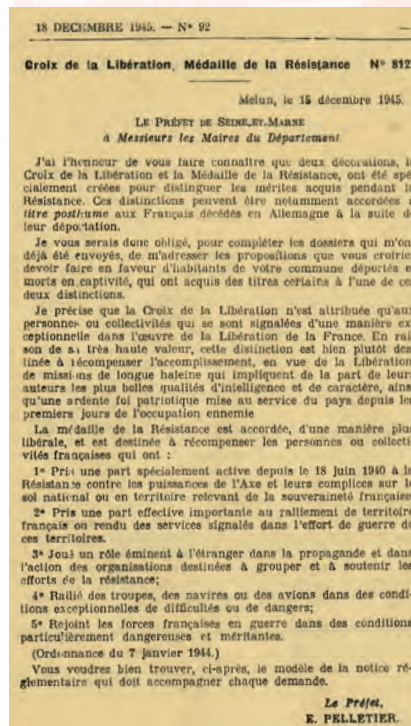 18 DECEMBRE 1945. — N° 92
Croix de la Libération, Médaille de la Résistance N° 812
Melun, le 15 décembre 1945.
LE PRÉFET DE SEINE-ET-MARNE
à Messieurs les Maires du Département
J'ai l'honneur de vous faire connaître que deux décorations, l
Croix de la Libération et la Médaille de la Résistance, ont été spé
cialement créées pour distinguer les mérites acquis pendant l
Résistance. Ces distinctions peuvent être notamment accordées
titre posthume aux Français décédés en Allemagne à la suite d
leur déportation.
Je vous serais donc obligé, pour compléter les dossiers qui m'on
déjà été envoyés, de m'adresser les propositions que vous croirie
devoir faire en faveur d'habitants de votre commune déportés e
morts en captivité, qui ont acquis des titres certains à l'une de ce
deux distinctions.
Je précise que la Croix de la Libération n'est attribuée qu'aux
personnes ou collectivités qui se sont signalées d'une manière ex
ceptionnelle dans l'œuvre de la Libération de la France. En rai
son de sa très haute valeur, cette distinction est bien plutôt des
tinée à récompenser l'accomplissement, en vue de la Libération
de missions de longue haleine qui impliquent de la part de leurs
auteurs les plus belles qualités d'intelligence et de caractère, ains
qu'une ardente foi patriotique mise au service du pays depuis les
premiers jours de l'occupation ennemie
La médaille de la Résistance est accordée, d'une manière plus
libérale, et est destinée à récompenser les personnes ou collecti
vités françaises qui ont :
1° Pris une part spécialement active depuis le 18 juin 1940 à la
Résistance contre les puissances de l'Axe et leurs complices sur le
sol national ou en territoire relevant de la souveraineté française
2° Pris une part effective importante au ralliement de territoire
français ou rendu des services signalés dans l'effort de guerre de
ces territoires.
3° Joué un rôle éminent à l'étranger dans la propagande et dans
l'action des organisations destinées à grouper et à soutenir les
efforts de la résistance;
4° Rallié des troupes, des navires ou des avions dans des condi
tions exceptionnelles de difficultés ou de dangers;
5° Rejoint les forces françaises en guerre dans des conditions
particulièrement dangereuses et méritantes.
(Ordonnance du 7 janvier 1944.)
Vous voudrez bien trouver, ci-après, le modèle de la notice ré
glementaire qui doit accompagner chaque demande.
Le Préfet,
E. PELLETIER